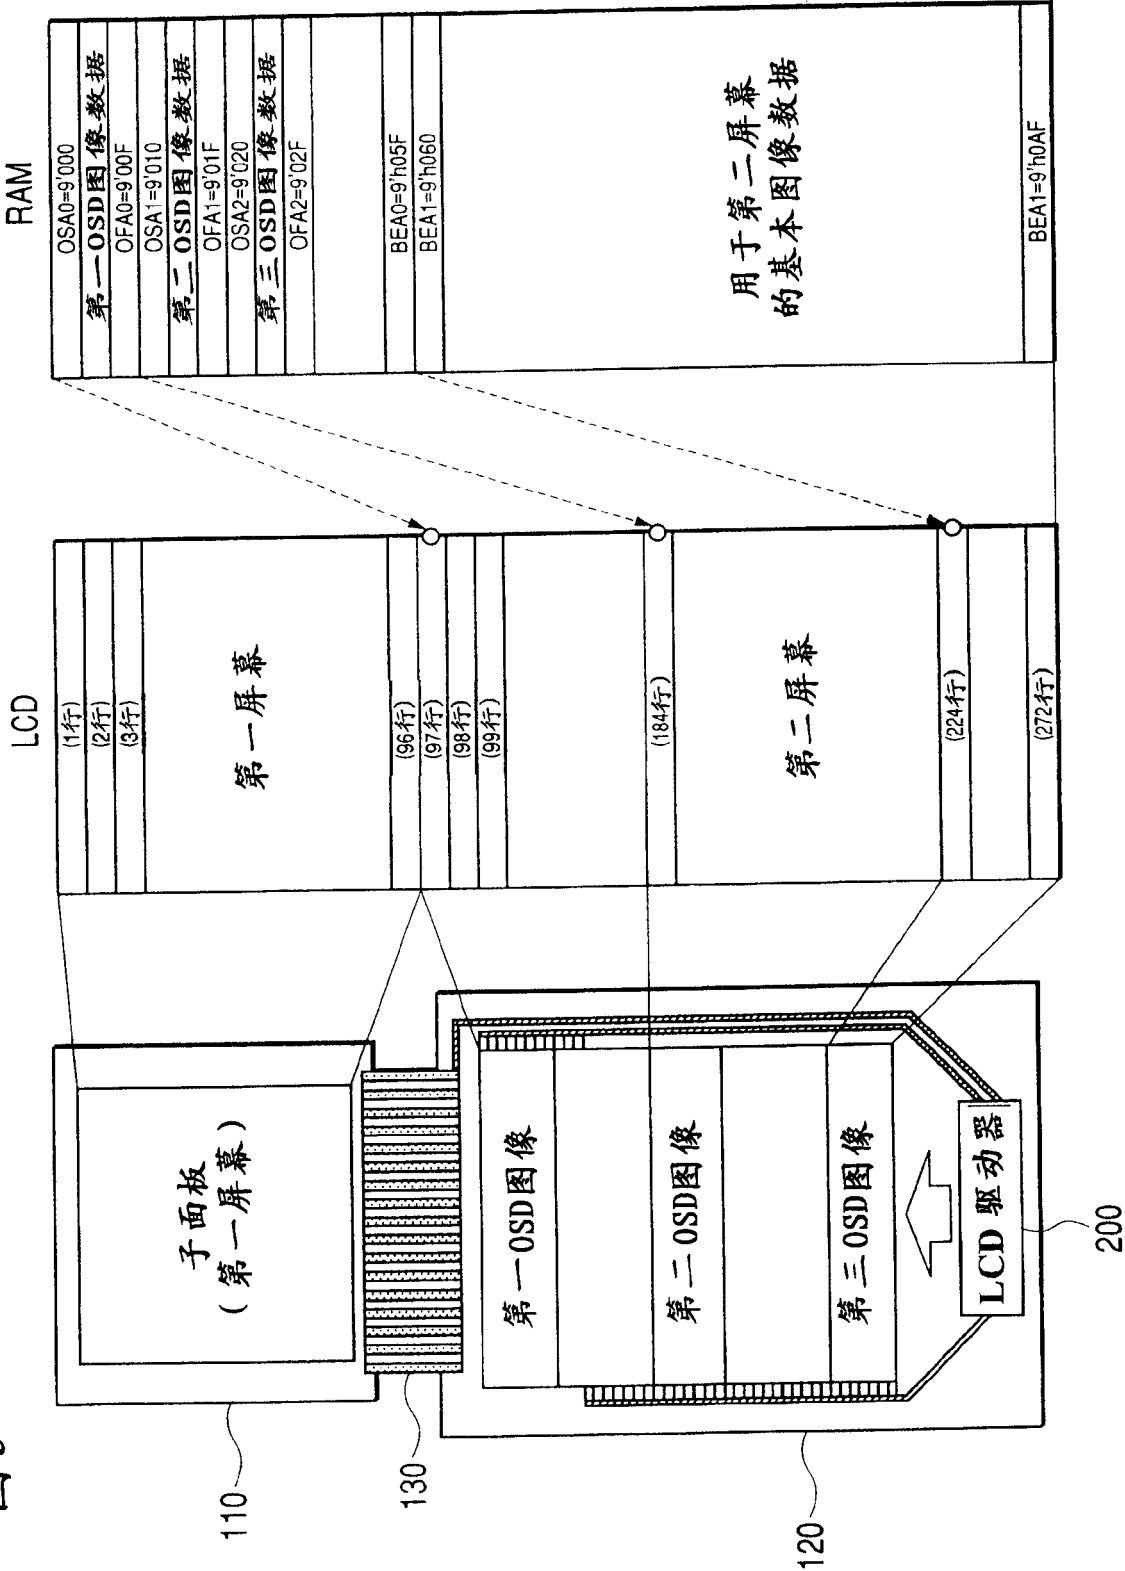 RAM
OSA0=9'000
第一OSD图像数据
OFA0=9'00F
OSA1=9'010
第二OSD图像数据
OFA1=9'01F
OSA2=9'020
第三OSD图像数据
OFA2=9'02F
BEA0=9'h05F
BEA1=9'h060
用于第二屏幕
的基本图像数据
BEA1=9'h0AF
LCD
(1行)
(2行)
(3行)
第一屏幕
(96行)
(97行)
(98行)
(99行)
(184行)
第二屏幕
(224行)
(272行)
子面板
(第一屏幕)
第一OSD图像
第二OSD图像
第三OSD图像
LCD 驱动器
200
110
130
120